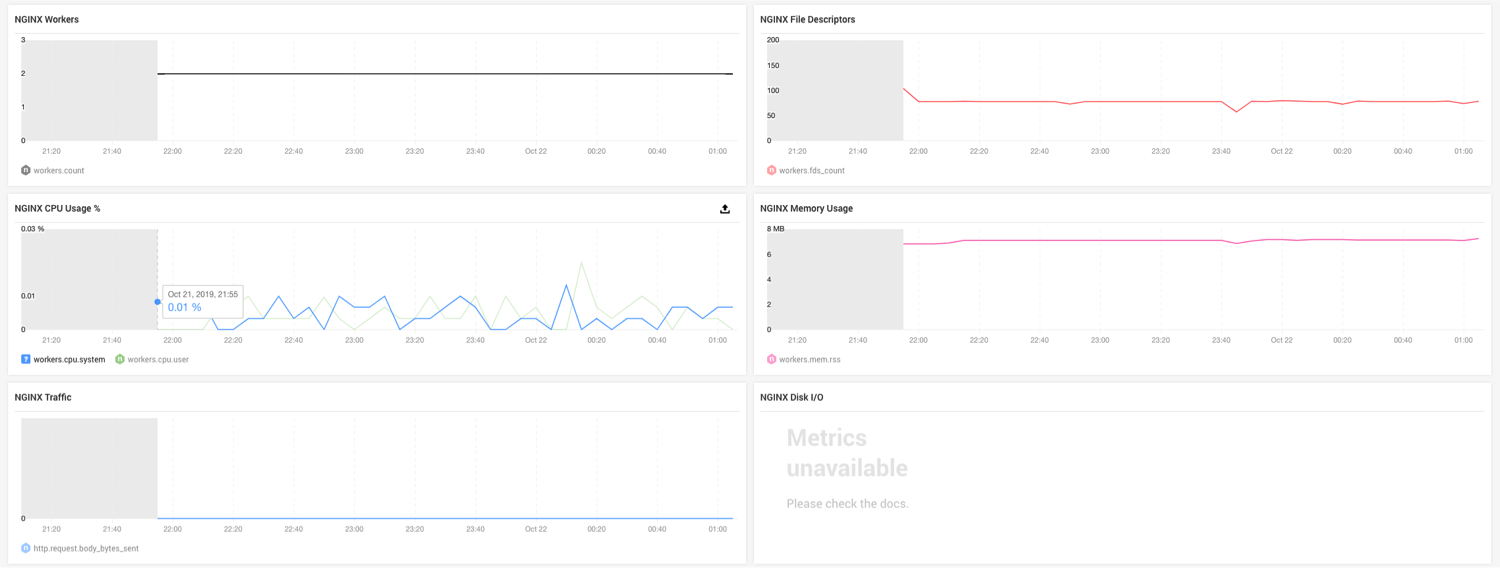 NGINX Workers
3
2
1
0
21:20 21:40 22:00 22:20 22:40 23:00 23:20 23:40 Oct 22 00:20 00:40 01:00
n workers.count
NGINX File Descriptors
200
150
100
50
0
21:20 21:40 22:00 22:20 22:40 23:00 23:20 23:40 Oct 22 00:20 00:40 01:00
n workers.fds_count
NGINX CPU Usage %
0.03 %
0.01
0
Oct 21, 2019, 21:55
0.01 %
21:20 21:40 22:00 22:20 22:40 23:00 23:20 23:40 Oct 22 00:20 00:40 01:00
? workers.cpu.system n workers.cpu.user
NGINX Memory Usage
8 MB
6
4
2
0
21:20 21:40 22:00 22:20 22:40 23:00 23:20 23:40 Oct 22 00:20 00:40 01:00
n workers.mem.rss
NGINX Traffic
0
21:20 21:40 22:00 22:20 22:40 23:00 23:20 23:40 Oct 22 00:20 00:40 01:00
n http.request.body_bytes_sent
NGINX Disk I/O
Metrics
unavailable
Please check the docs.